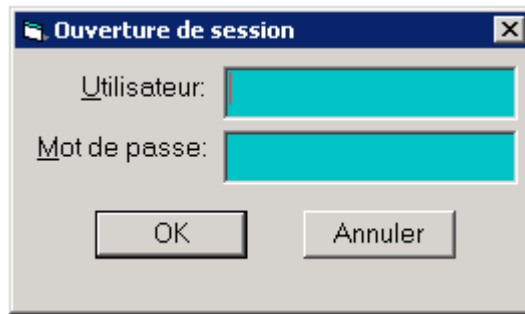 Ouverture de session
Utilisateur:
Mot de passe:
OK Annuler